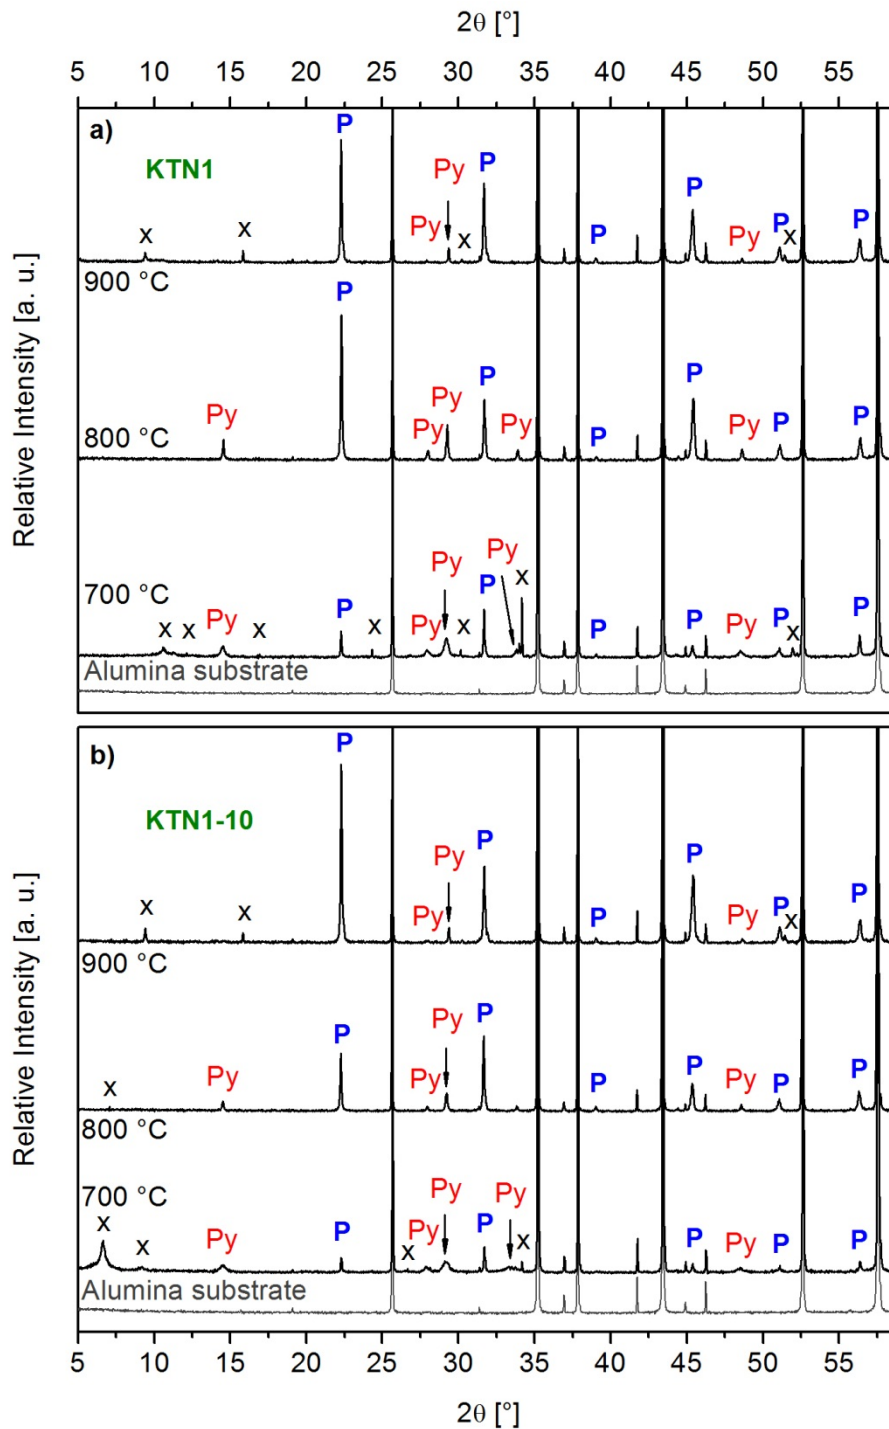 2θ [°]
5 10 15 20 25 30 35 40 45 50 55
a)
KTN1
P
Py
P
x x Py x P P Py P x P
900 °C
P
Py Py Py P Py P P Py P P
800 °C
Py x
x x Py x P x Py Py x P P P Py P x P
700 °C
Alumina substrate
Relative Intensity [a. u.]
b)
KTN1-10
P
Py P P
x x Py P Py P x P
900 °C
Py P
x Py P Py P P Py P P
800 °C
Py Py
x x Py P x Py P x P P Py P P
700 °C
Alumina substrate
Relative Intensity [a. u.]
5 10 15 20 25 30 35 40 45 50 55
2θ [°]